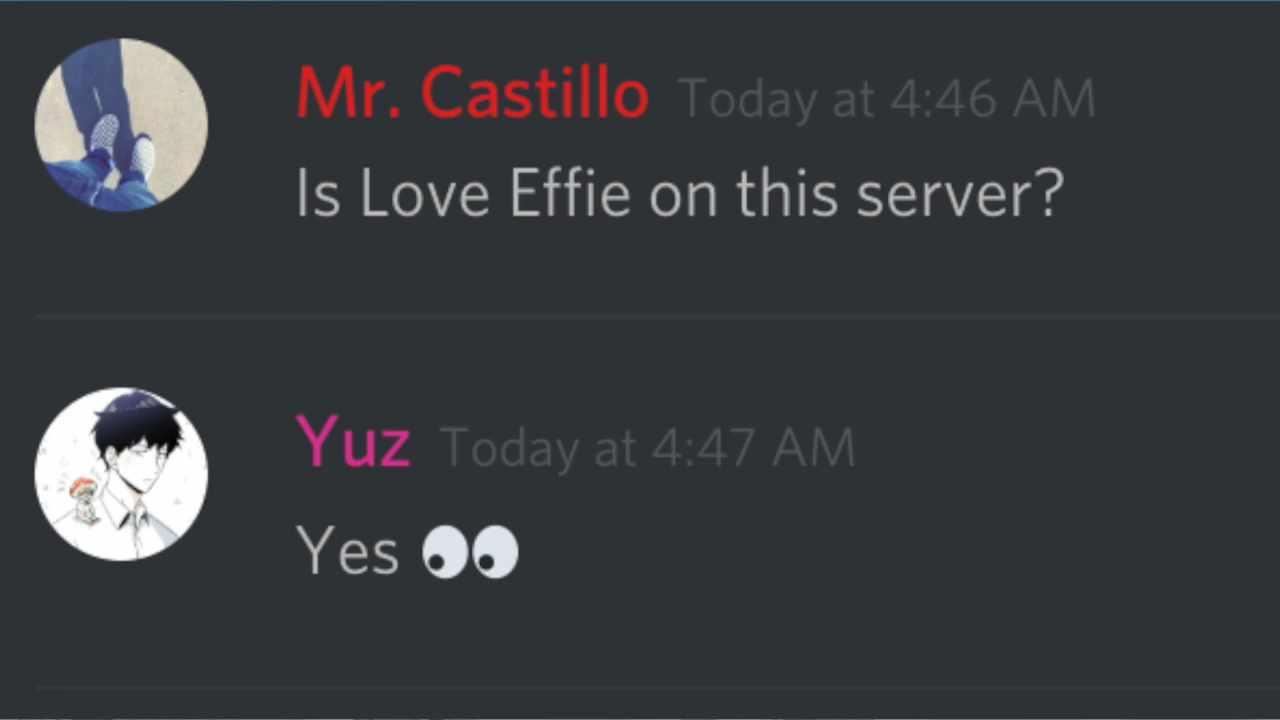 Mr. Castillo Today at 4:46 AM
Is Love Effie on this server?
Yuz Today at 4:47 AM
Yes 👀